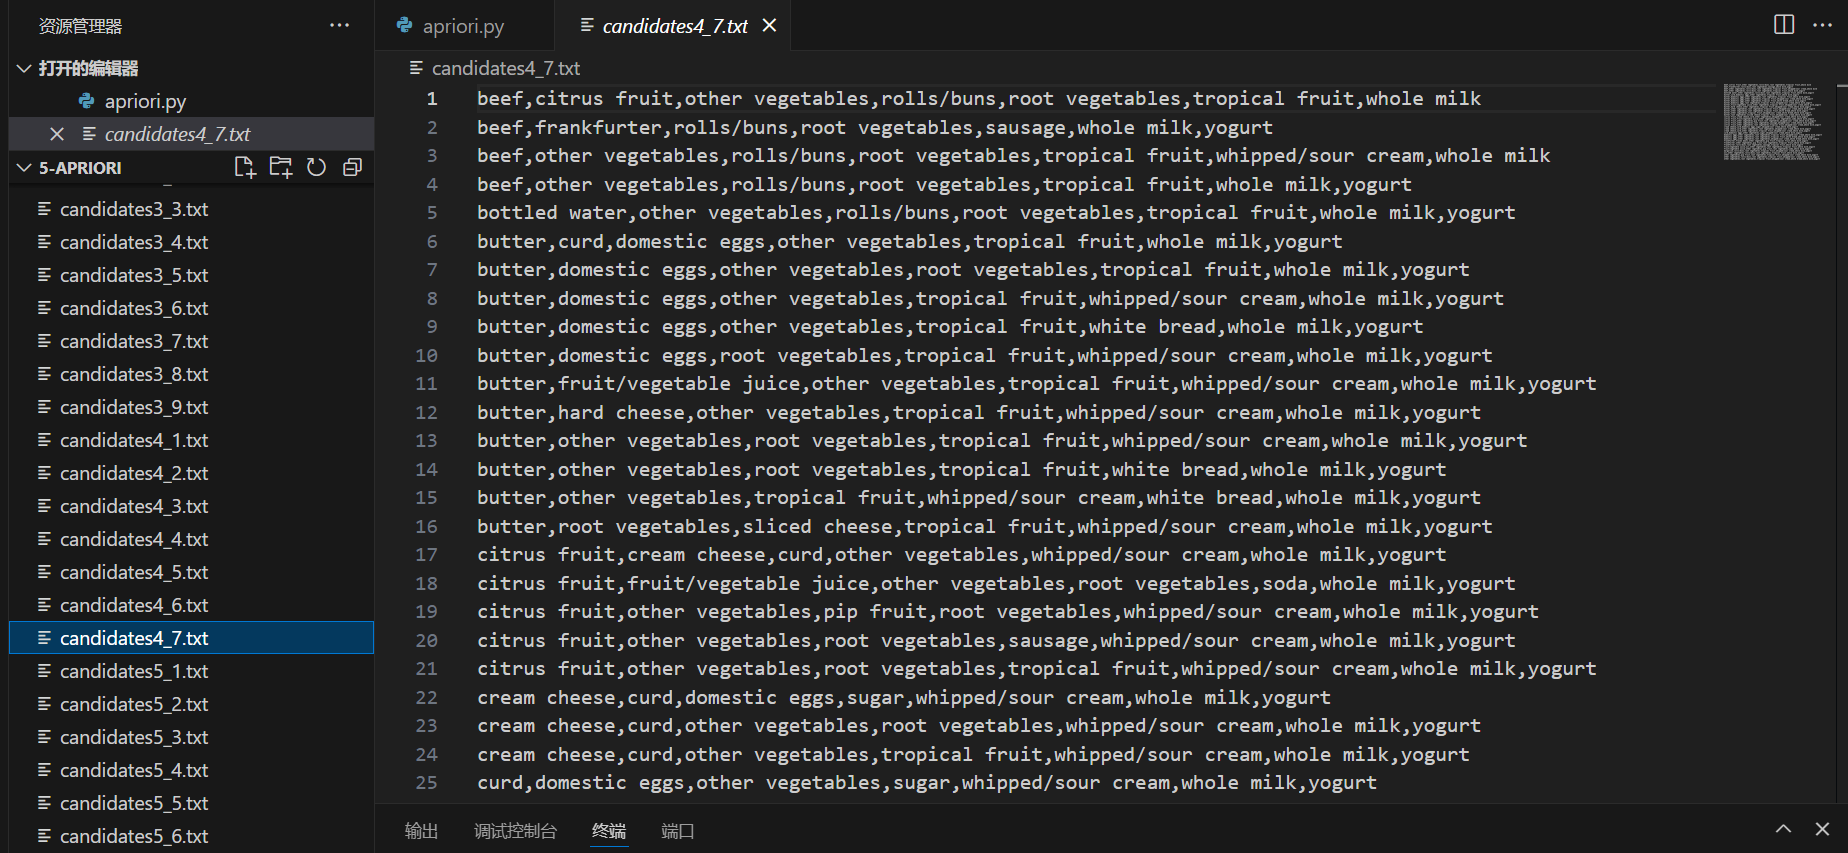 资源管理器
打开的编辑器
apriori.py
candidates4_7.txt
5-APRIORI
candidates3_3.txt
candidates3_4.txt
candidates3_5.txt
candidates3_6.txt
candidates3_7.txt
candidates3_8.txt
candidates3_9.txt
candidates4_1.txt
candidates4_2.txt
candidates4_3.txt
candidates4_4.txt
candidates4_5.txt
candidates4_6.txt
candidates4_7.txt
candidates5_1.txt
candidates5_2.txt
candidates5_3.txt
candidates5_4.txt
candidates5_5.txt
candidates5_6.txt
apriori.py candidates4_7.txt
candidates4_7.txt
1 beef,citrus fruit,other vegetables,rolls/buns,root vegetables,tropical fruit,whole milk
2 beef,frankfurter,rolls/buns,root vegetables,sausage,whole milk,yogurt
3 beef,other vegetables,rolls/buns,root vegetables,tropical fruit,whipped/sour cream,whole milk
4 beef,other vegetables,rolls/buns,root vegetables,tropical fruit,whole milk,yogurt
5 bottled water,other vegetables,rolls/buns,root vegetables,tropical fruit,whole milk,yogurt
6 butter,curd,domestic eggs,other vegetables,tropical fruit,whole milk,yogurt
7 butter,domestic eggs,other vegetables,root vegetables,tropical fruit,whole milk,yogurt
8 butter,domestic eggs,other vegetables,tropical fruit,whipped/sour cream,whole milk,yogurt
9 butter,domestic eggs,other vegetables,tropical fruit,white bread,whole milk,yogurt
10 butter,domestic eggs,root vegetables,tropical fruit,whipped/sour cream,whole milk,yogurt
11 butter,fruit/vegetable juice,other vegetables,tropical fruit,whipped/sour cream,whole milk,yogurt
12 butter,hard cheese,other vegetables,tropical fruit,whipped/sour cream,whole milk,yogurt
13 butter,other vegetables,root vegetables,tropical fruit,whipped/sour cream,whole milk,yogurt
14 butter,other vegetables,root vegetables,tropical fruit,white bread,whole milk,yogurt
15 butter,other vegetables,tropical fruit,whipped/sour cream,white bread,whole milk,yogurt
16 butter,root vegetables,sliced cheese,tropical fruit,whipped/sour cream,whole milk,yogurt
17 citrus fruit,cream cheese,curd,other vegetables,whipped/sour cream,whole milk,yogurt
18 citrus fruit,fruit/vegetable juice,other vegetables,root vegetables,soda,whole milk,yogurt
19 citrus fruit,other vegetables,pip fruit,root vegetables,whipped/sour cream,whole milk,yogurt
20 citrus fruit,other vegetables,root vegetables,sausage,whipped/sour cream,whole milk,yogurt
21 citrus fruit,other vegetables,root vegetables,tropical fruit,whipped/sour cream,whole milk,yogurt
22 cream cheese,curd,domestic eggs,sugar,whipped/sour cream,whole milk,yogurt
23 cream cheese,curd,other vegetables,root vegetables,whipped/sour cream,whole milk,yogurt
24 cream cheese,curd,other vegetables,tropical fruit,whipped/sour cream,whole milk,yogurt
25 curd,domestic eggs,other vegetables,sugar,whipped/sour cream,whole milk,yogurt
输出 调试控制台 终端 端口